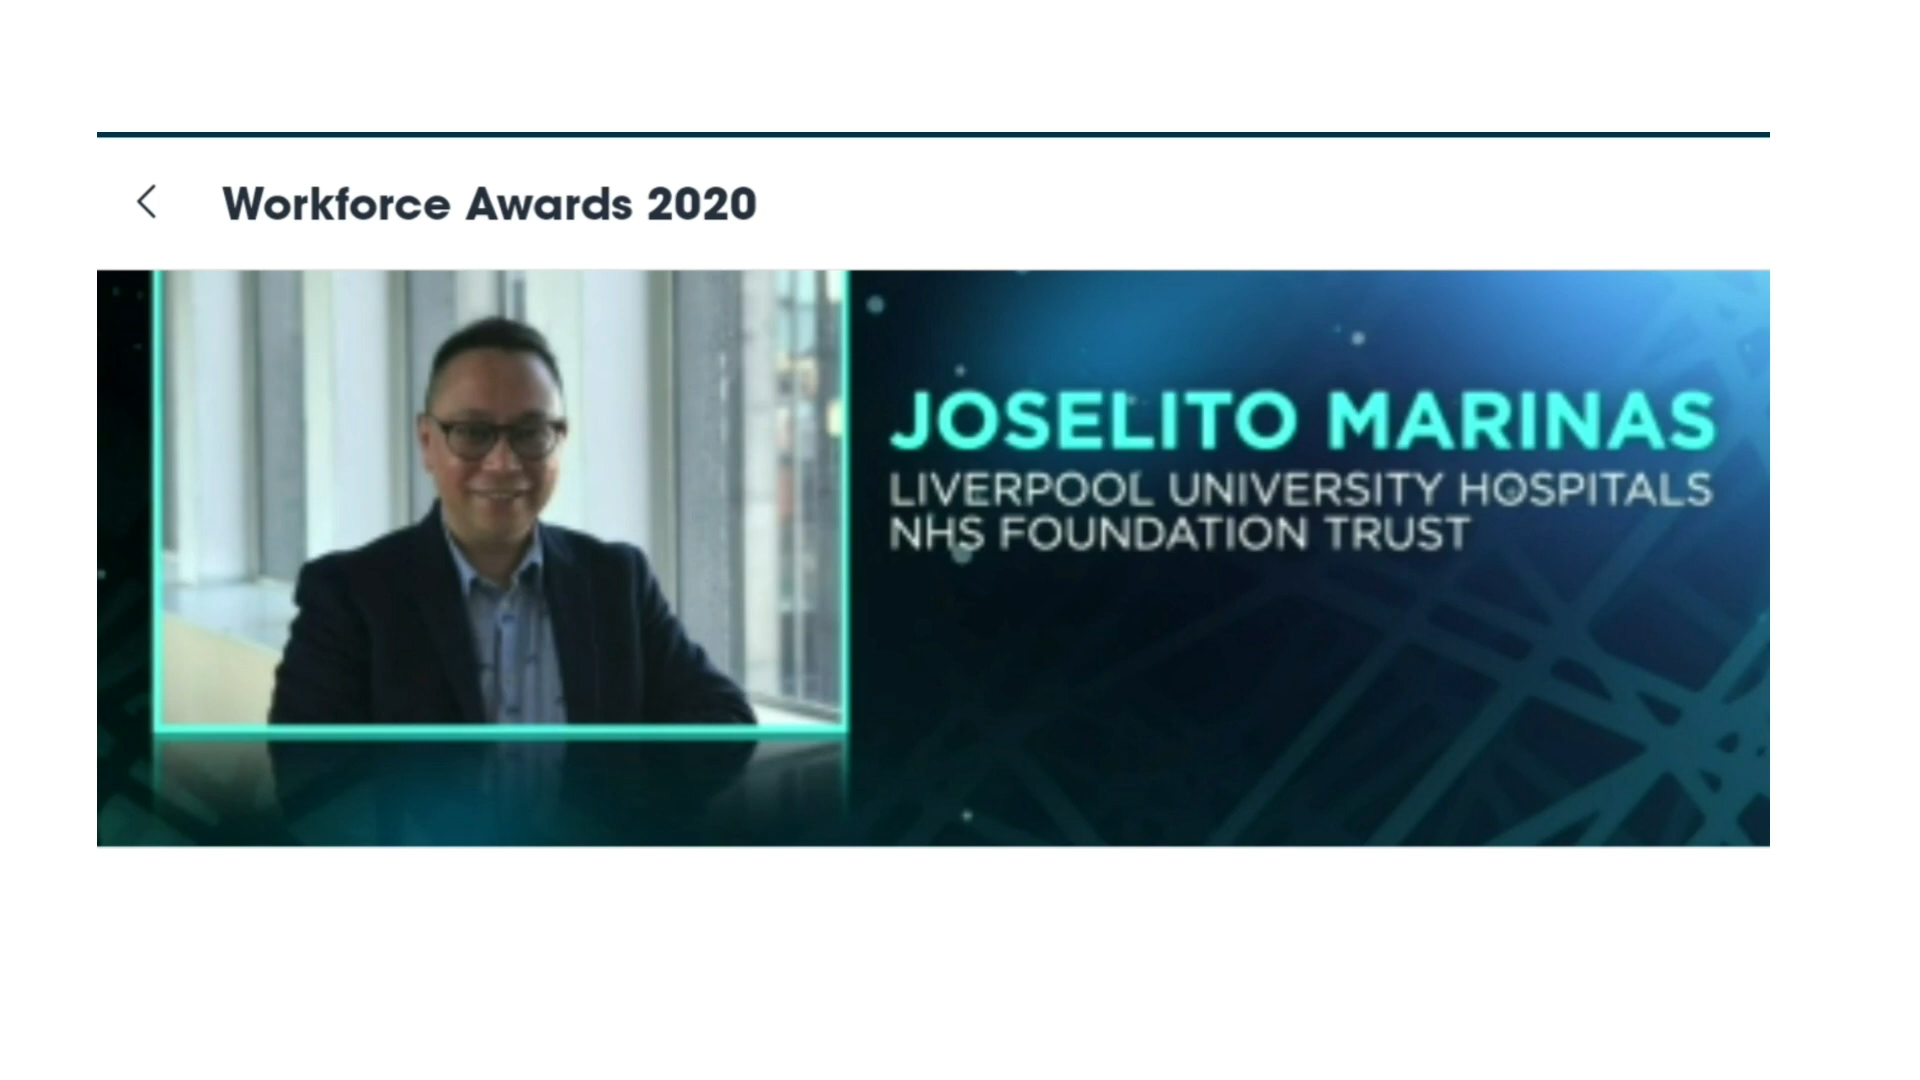 Workforce Awards 2020
JOSELITO MARINAS
LIVERPOOL UNIVERSITY HOSPITALS
NHS FOUNDATION TRUST